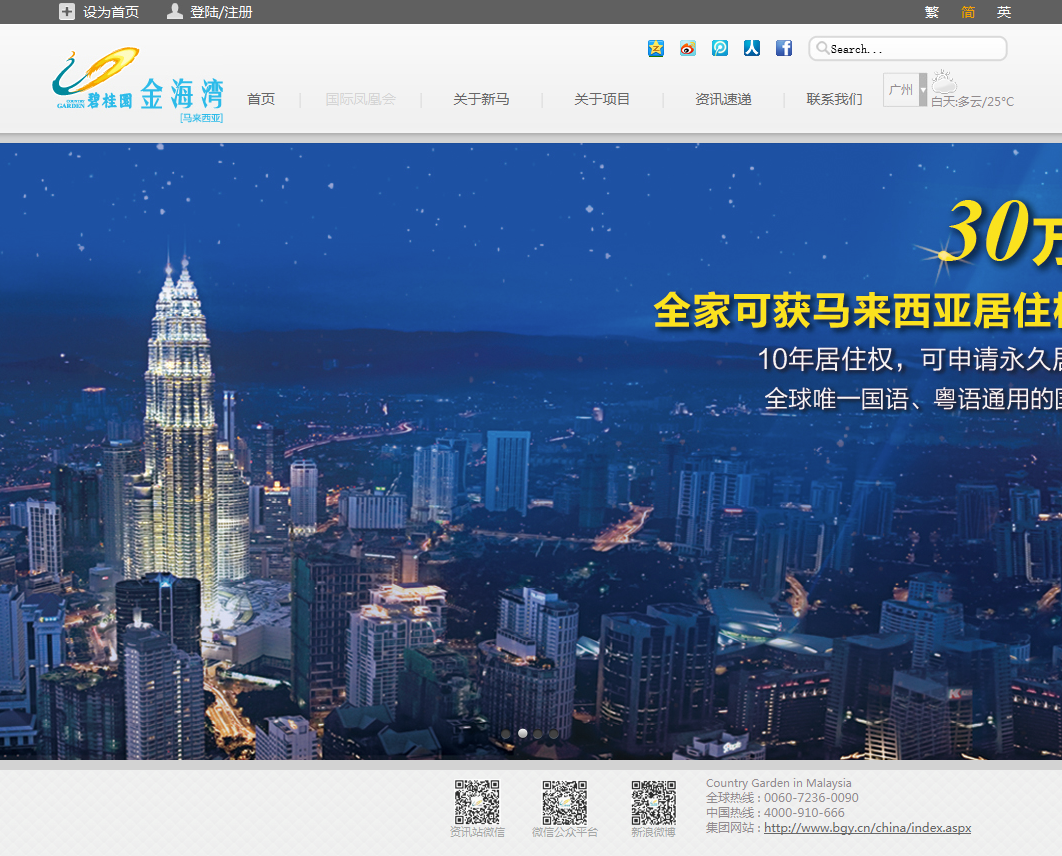 设为首页 登陆/注册 繁 简 英
Search...
COUNTRY GARDEN 碧桂园 金海湾
[马来西亚]
首页 国际凤凰会 关于新马 关于项目 资讯速递 联系我们 广州
白天:多云/25°C
30万
全家可获马来西亚居住
10年居住权，可申请永久
全球唯一国语、粤语通用的
Country Garden in Malaysia
全球热线 : 0060-7236-0090
中国热线 : 4000-910-666
集团网站 : http://www.bgy.cn/china/index.aspx
资讯站微信 微信公众平台 新浪微博